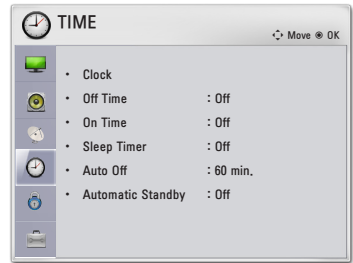 TIME
Move OK
• Clock
• Off Time : Off
• On Time : Off
• Sleep Timer : Off
• Auto Off : 60 min.
• Automatic Standby : Off